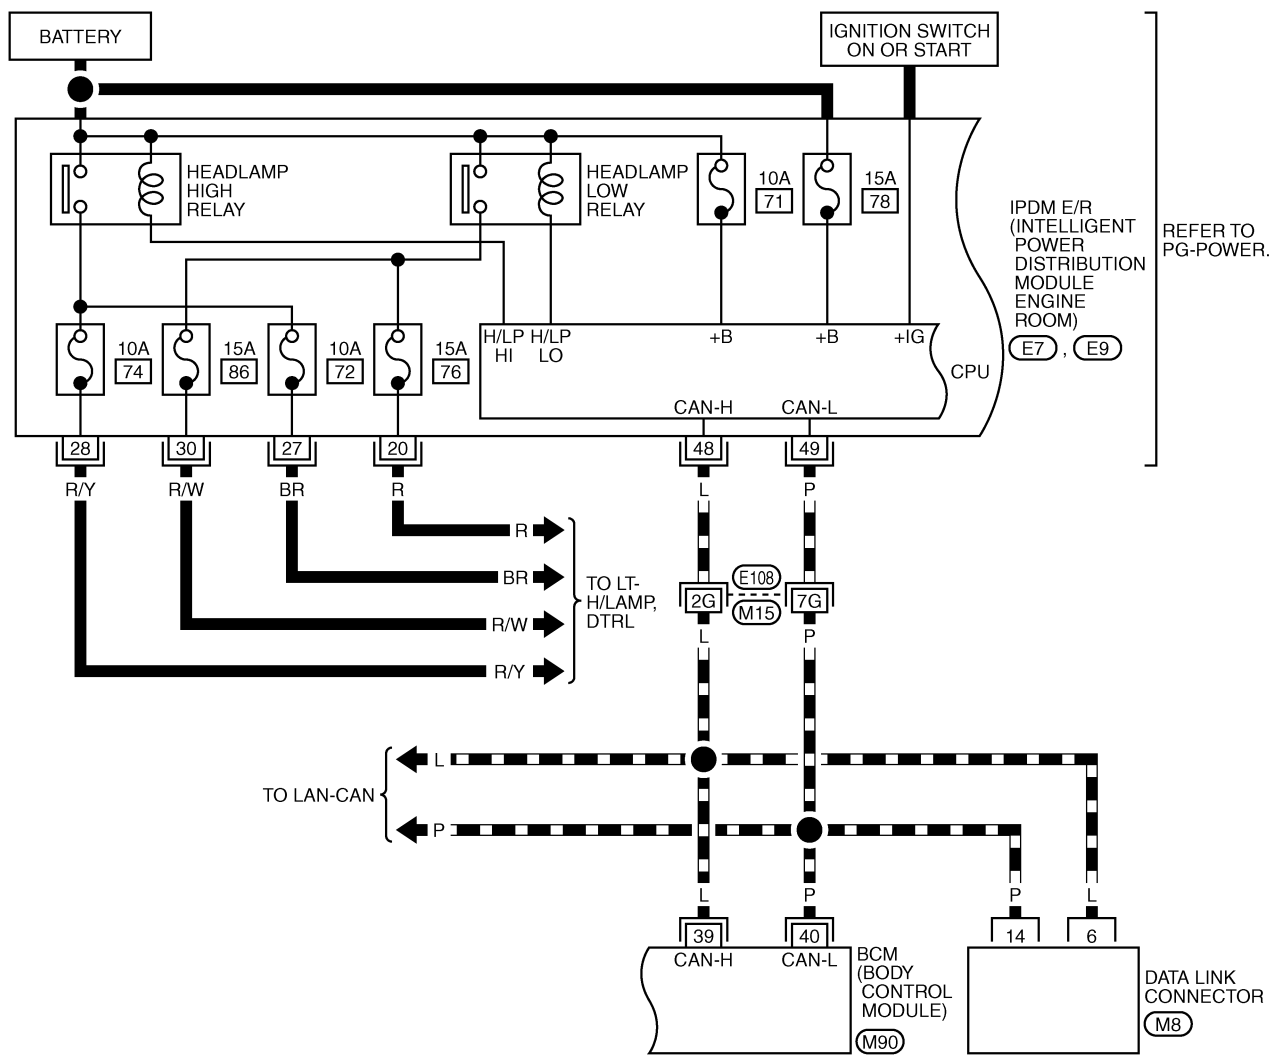 BATTERY
IGNITION SWITCH
ON OR START
HEADLAMP
HIGH
RELAY
HEADLAMP
LOW
RELAY
10A
71
15A
78
IPDM E/R
(INTELLIGENT
POWER
DISTRIBUTION
MODULE
ENGINE
ROOM)
E7 , E9
REFER TO
PG-POWER.
10A
74
15A
86
10A
72
15A
76
H/LP
HI
H/LP
LO
+B
+B
+IG
CPU
CAN-H
CAN-L
28
30
27
20
48
49
R/Y
R/W
BR
R
L
P
R
BR
R/W
R/Y
TO LT-
H/LAMP,
DTRL
2G
E108
M15
7G
L
P
TO LAN-CAN
L
P
L
P
P
L
39
40
14
6
CAN-H
CAN-L
BCM
(BODY
CONTROL
MODULE)
M90
DATA LINK
CONNECTOR
M8